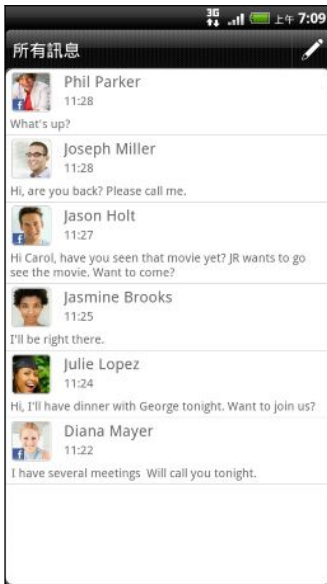 3G 上午 7:09
所有訊息
Phil Parker
11:28
What's up?
Joseph Miller
11:28
Hi, are you back? Please call me.
Jason Holt
11:27
Hi Carol, have you seen that movie yet? JR wants to go
see the movie. Want to come?
Jasmine Brooks
11:25
I'll be right there.
Julie Lopez
11:24
Hi, I'll have dinner with George tonight. Want to join us?
Diana Mayer
11:22
I have several meetings Will call you tonight.